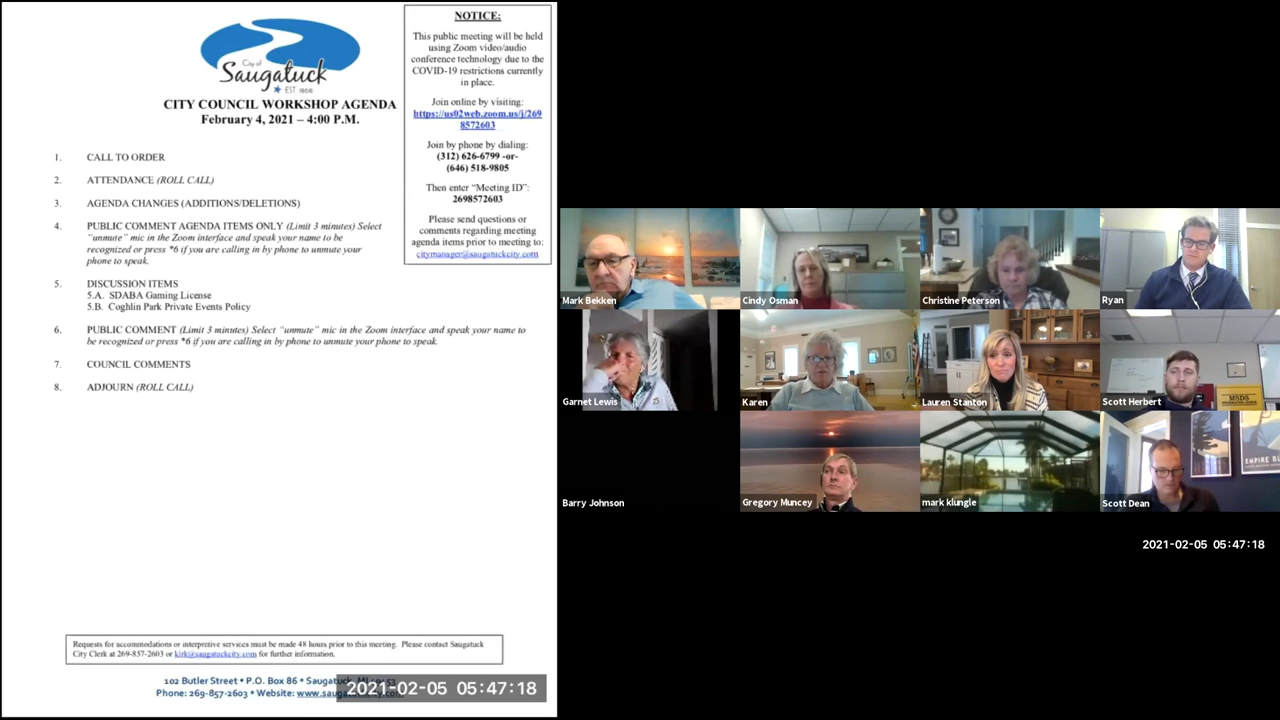 City of
Saugatuck
EST. 1868
CITY COUNCIL WORKSHOP AGENDA
February 4, 2021 – 4:00 P.M.
NOTICE:
This public meeting will be held
using Zoom video/audio
conference technology due to the
COVID-19 restrictions currently
in place.
Join online by visiting:
https://us02web.zoom.us/j/269
8572603
Join by phone by dialing:
(312) 626-6799 -or-
(646) 518-9805
Then enter “Meeting ID”:
2698572603
Please send questions or
comments regarding meeting
agenda items prior to meeting to:
citymanager@saugatuckcity.com
1. CALL TO ORDER
2. ATTENDANCE (ROLL CALL)
3. AGENDA CHANGES (ADDITIONS/DELETIONS)
4. PUBLIC COMMENT AGENDA ITEMS ONLY (Limit 3 minutes) Select
“unmute” mic in the Zoom interface and speak your name to be
recognized or press *6 if you are calling in by phone to unmute your
phone to speak.
5. DISCUSSION ITEMS
5.A. SDABA Gaming License
5.B. Coghlin Park Private Events Policy
6. PUBLIC COMMENT (Limit 3 minutes) Select “unmute” mic in the Zoom interface and speak your name to
be recognized or press *6 if you are calling in by phone to unmute your phone to speak.
7. COUNCIL COMMENTS
8. ADJOURN (ROLL CALL)
Requests for accommodations or interpretive services must be made 48 hours prior to this meeting. Please contact Saugatuck
City Clerk at 269-857-2603 or kirk@saugatuckcity.com for further information.
102 Butler Street • P.O. Box 86 • Saugatuck,
Phone: 269-857-2603 • Website: www.
2021-02-05 05:47:18
Mark Bekken
Cindy Osman
Christine Peterson
Ryan
Garnet Lewis
Karen
Lauren Stanton
Scott Herbert
MSDS
Barry Johnson
Gregory Muncey
mark klungle
Scott Dean
EMPIRE BL
2021-02-05 05:47:18